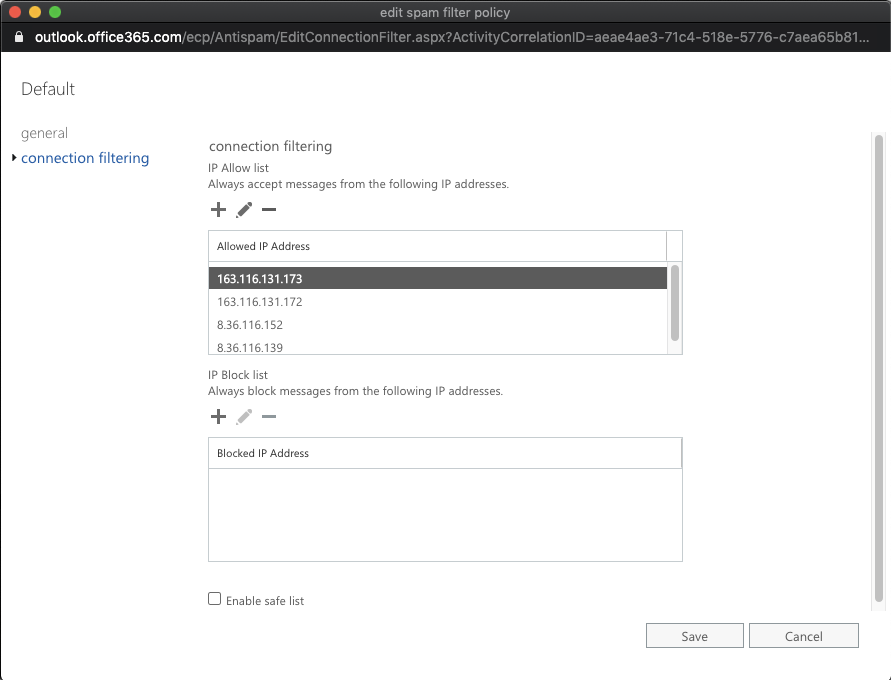 edit spam filter policy
outlook.office365.com/ecp/Antispam/EditConnectionFilter.aspx?ActivityCorrelationID=aeae4ae3-71c4-518e-5776-c7aea65b81...
Default
general
connection filtering
connection filtering
IP Allow list
Always accept messages from the following IP addresses.
Allowed IP Address
163.116.131.173
163.116.131.172
8.36.116.152
8.36.116.139
IP Block list
Always block messages from the following IP addresses.
Blocked IP Address
Enable safe list
Save
Cancel